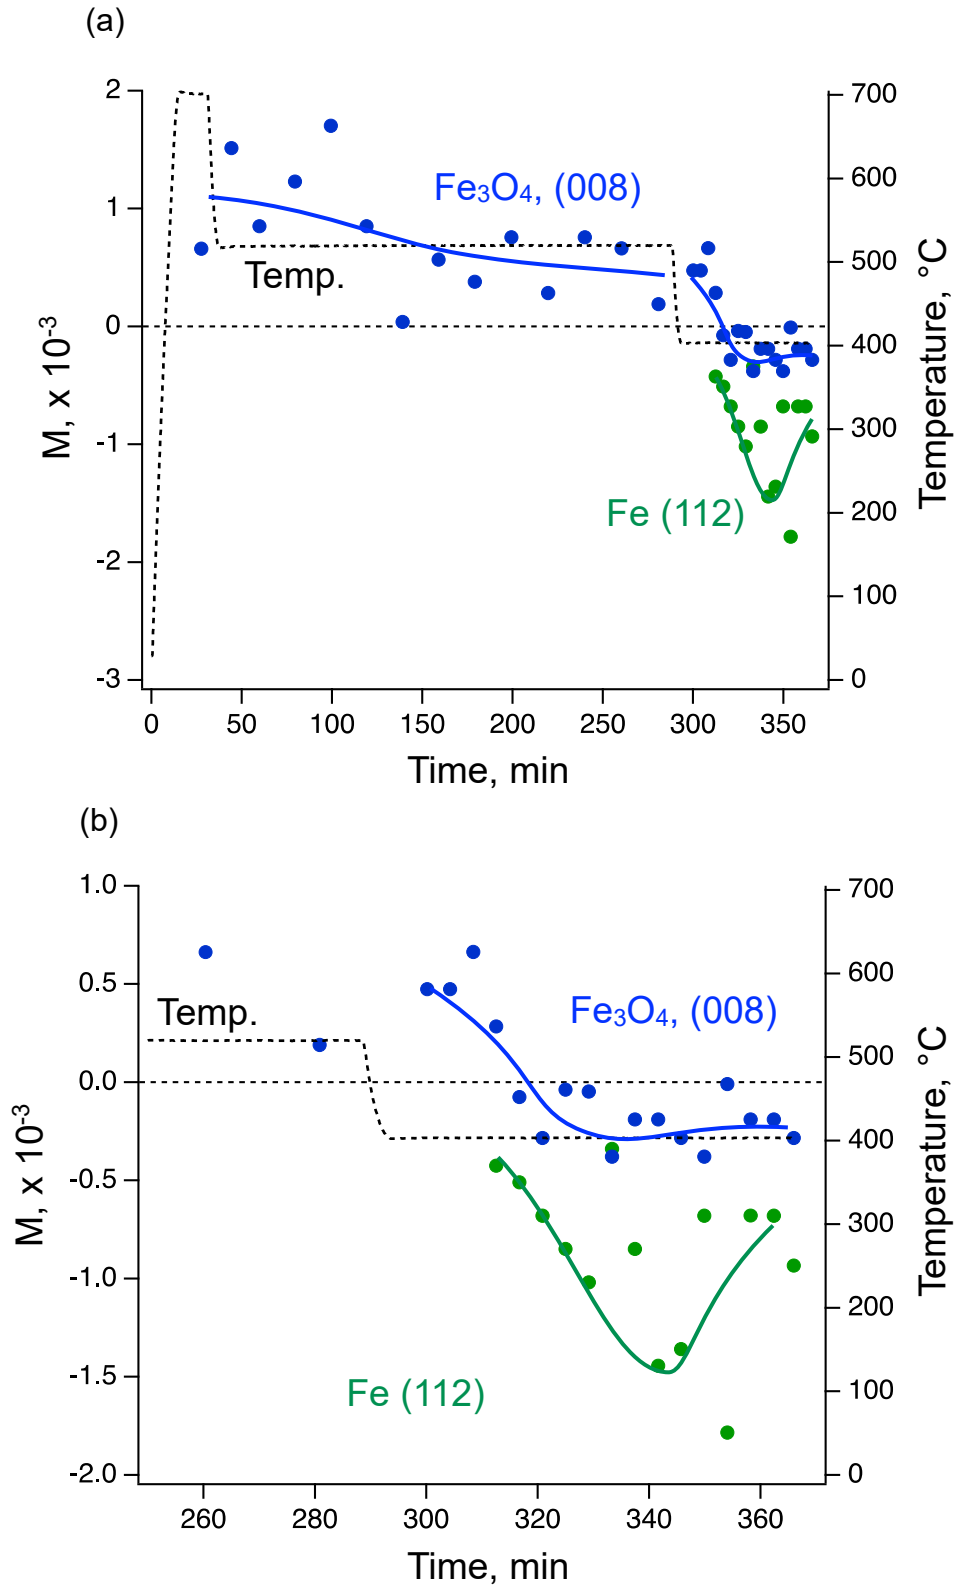 (a)
2
1
0
-1
-2
-3
M, x 10-3
700
600
500
400
300
200
100
0
Temperature, °C
Fe3O4, (008)
Temp.
Fe (112)
0 50 100 150 200 250 300 350
Time, min
(b)
1.0
0.5
0.0
-0.5
-1.0
-1.5
-2.0
M, x 10-3
700
600
500
400
300
200
100
0
Temperature, °C
Fe3O4, (008)
Temp.
Fe (112)
260 280 300 320 340 360
Time, min